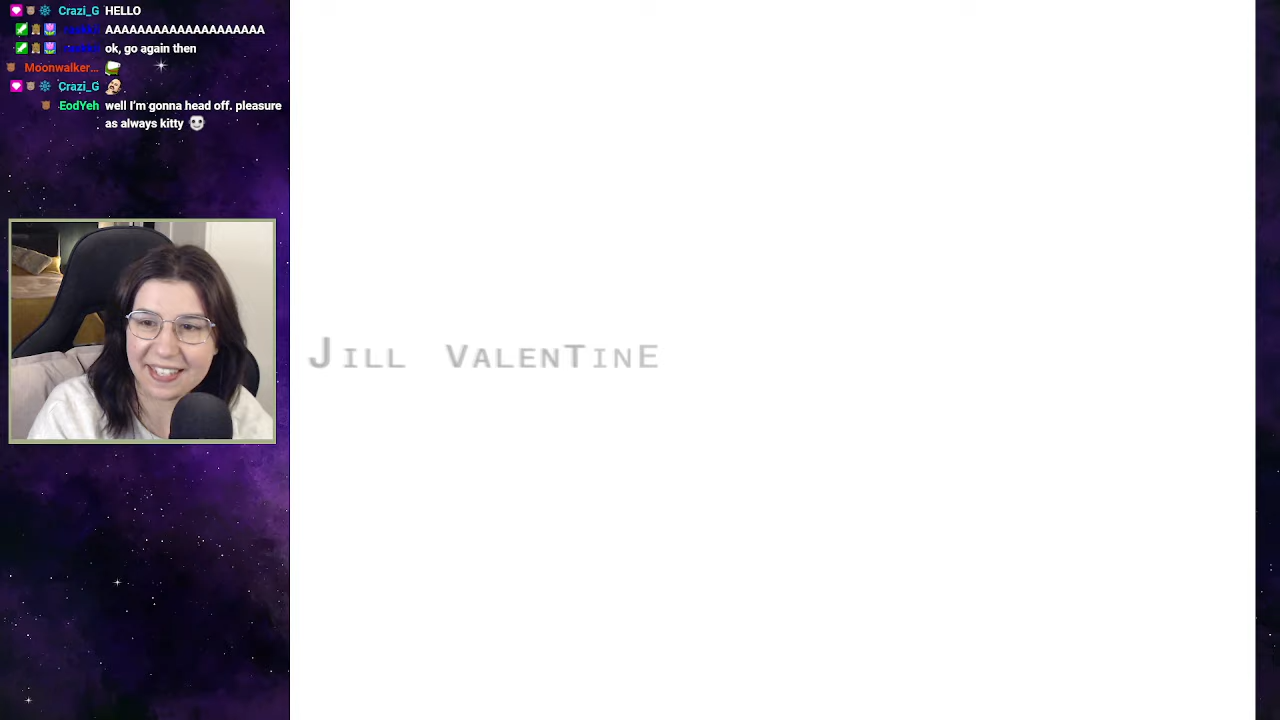 Crazi_G HELLO
AAAAAAAAAAAAAAAAAAAA
ok, go again then
Moonwalker...
Crazi_G
EodYeh well I'm gonna head off. pleasure
as always kitty
Jill Valentine